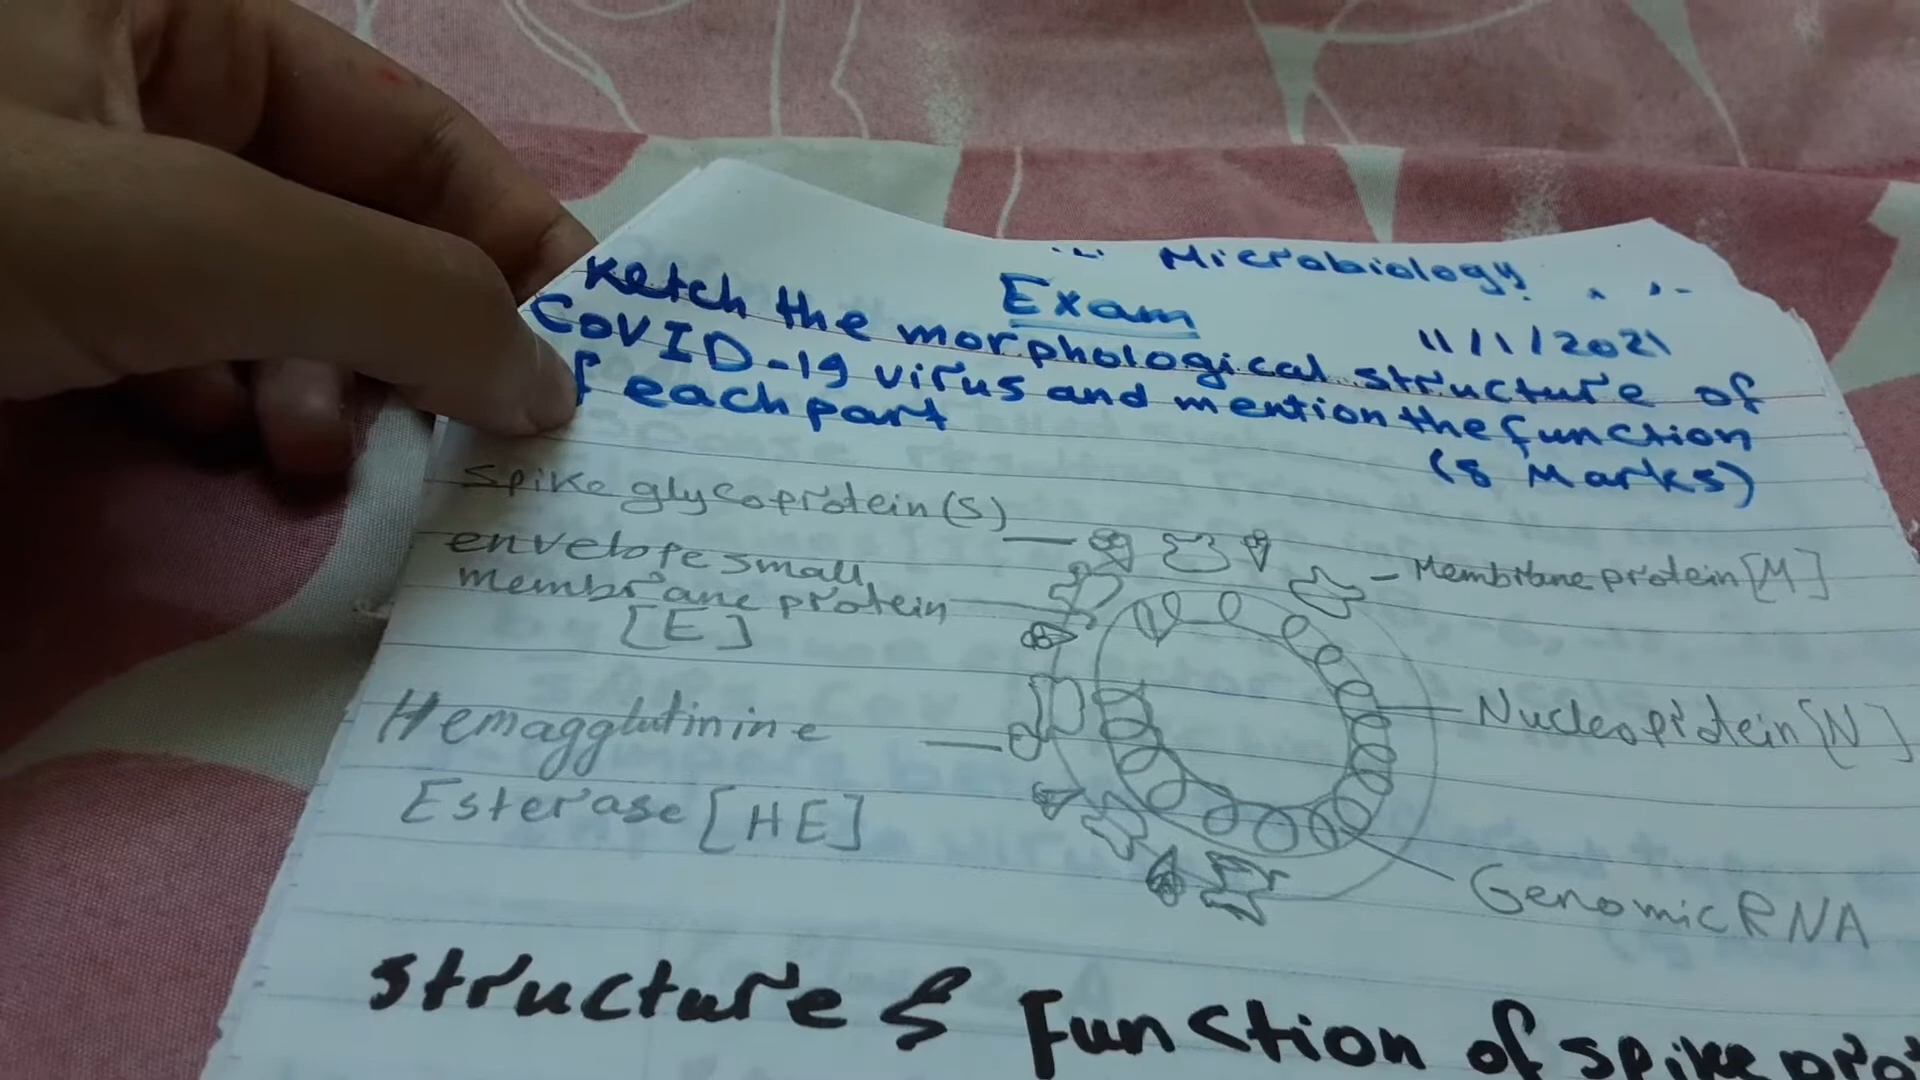 Microbiology
Exam
11/1/2021
ketch the morphological structure of
COVID-19 virus and mention the function
f each part
(8 Marks)
spike glycoprotein (S)
envelope small
membrane protein
[E]
Membrane protein [M]
Hemagglutinine
Esterase [HE]
Nucleoprotein [N]
Genomic RNA
structure & Function of spike prot